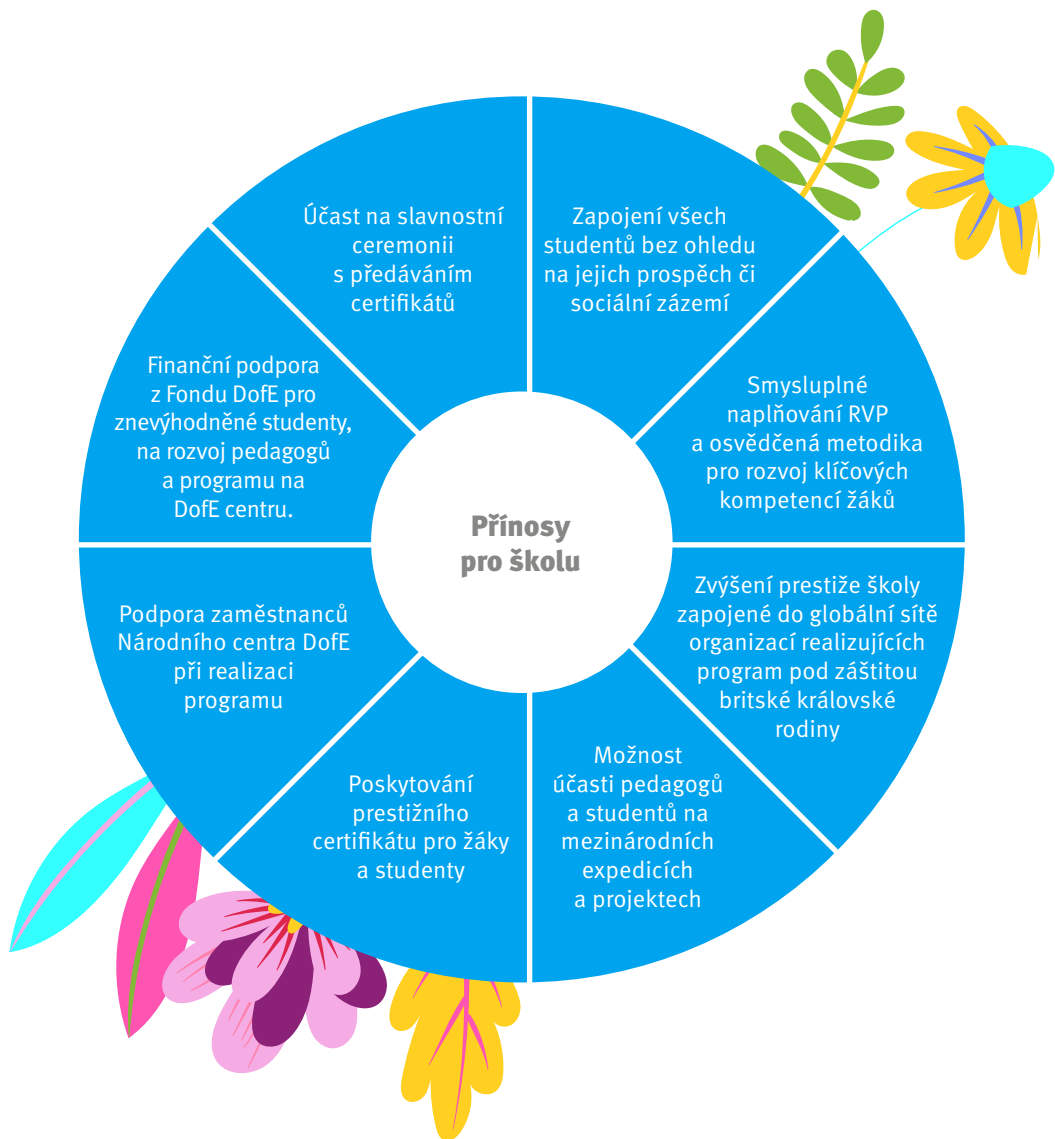 Přínosy
pro školu
Zapojení všech
studentů bez ohledu
na jejich prospěch či
sociální zázemí
Smysluplné
naplňování RVP
a osvědčená metodika
pro rozvoj klíčových
kompetencí žáků
Zvýšení prestiže školy
zapojené do globální sítě
organizací realizujících
program pod záštitou
britské královské
rodiny
Možnost
účasti pedagogů
a studentů na
mezinárodních
expedicích
a projektech
Poskytování
prestižního
certifikátu pro žáky
a studenty
Podpora zaměstnanců
Národního centra DofE
při realizaci
programu
Finanční podpora
z Fondu DofE pro
znevýhodněné studenty,
na rozvoj pedagogů
a programu na
DofE centru.
Účast na slavnostní
ceremonii
s předáváním
certifikátů